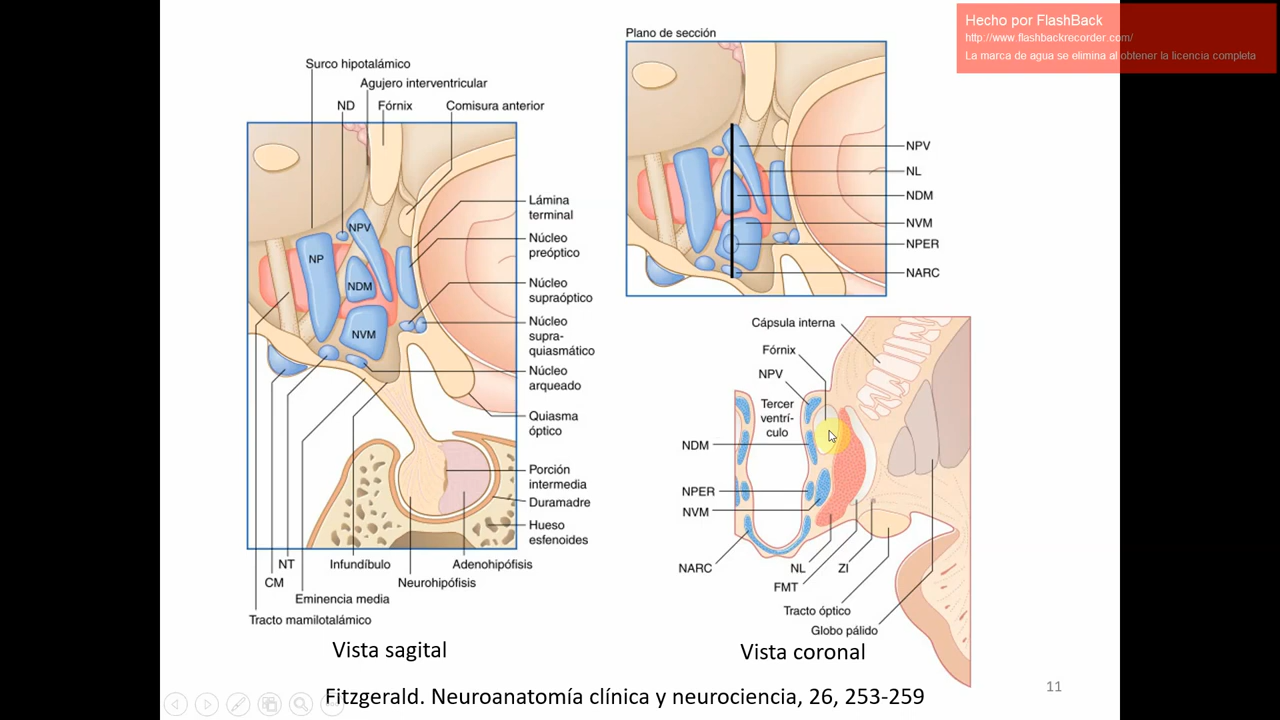 Hecho por FlashBack
http://www.flashbackrecorder.com/
La marca de agua se elimina al obtener la licencia completa
Surco hipotalámico
Agujero interventricular
ND
Fórnix
Comisura anterior
NPV
NP
NDM
NVM
Lámina
terminal
Núcleo
preóptico
Núcleo
supraóptico
Núcleo
supra-
quiasmático
Núcleo
arqueado
Quiasma
óptico
Porción
intermedia
Duramadre
Hueso
esfenoides
NT
Infundíbulo
Adenohipófisis
CM
Neurohipófisis
Eminencia media
Tracto mamilotalámico
Vista sagital
Plano de sección
NPV
NL
NDM
NVM
NPER
NARC
Cápsula interna
Fórnix
NPV
Tercer
ventrí-
culo
NDM
NPER
NVM
NARC
NL
ZI
FMT
Tracto óptico
Globo pálido
Vista coronal
Fitzgerald. Neuroanatomía clínica y neurociencia, 26, 253-259
11